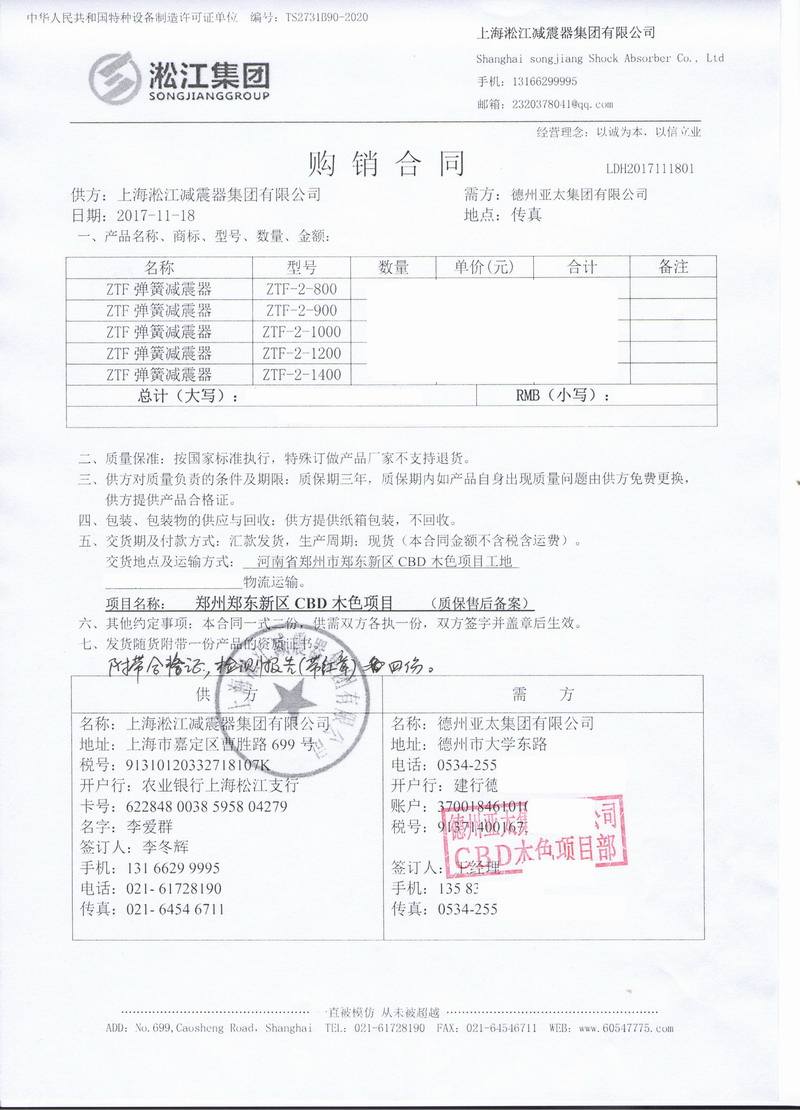 中华人民共和国特种设备制造许可证单位 编号：TS2731B90-2020
上海淞江减震器集团有限公司
Shanghai songjiang Shock Absorber Co., Ltd
手机：13166299995
邮箱：2320378041@qq.com
淞江集团
SONGJIANGGROUP
经营理念：以诚为本，以信立业
购销合同
LDH2017111801
供方：上海淞江减震器集团有限公司 需方：德州亚太集团有限公司
日期：2017-11-18 地点：传真
一、产品名称、商标、型号、数量、金额：
名称 型号 数量 单价(元) 合计 备注
ZTF 弹簧减震器 ZTF-2-800
ZTF 弹簧减震器 ZTF-2-900
ZTF 弹簧减震器 ZTF-2-1000
ZTF 弹簧减震器 ZTF-2-1200
ZTF 弹簧减震器 ZTF-2-1400
总计（大写）： RMB（小写）：
二、质量保准：按国家标准执行，特殊订做产品厂家不支持退货。
三、供方对质量负责的条件及期限：质保期三年，质保期内如产品自身出现质量问题由供方免费更换，
供方提供产品合格证。
四、包装、包装物的供应与回收：供方提供纸箱包装，不回收。
五、交货期及付款方式：汇款发货，生产周期：现货（本合同金额不含税含运费）。
交货地点及运输方式：河南省郑州市郑东新区 CBD 木色项目工地
物流运输。
项目名称： 郑州郑东新区 CBD 木色项目 （质保售后备案）
六、其他约定事项：本合同一式二份，供需双方各执一份，双方签字并盖章后生效。
七、发货随货附带一份产品的资质证书
附带合格证，检测报告(带红章) 各四份。
供 方
名称：上海淞江减震器集团有限公司
地址：上海市嘉定区曹胜路 699 号
税号：91310120332718107K
开户行：农业银行上海松江支行
卡号：622848 0038 5958 04279
名字：李爱群
签订人：李冬辉
手机：131 6629 9995
电话：021- 61728190
传真：021- 6454 6711
上海淞江减震器集团有限公司
需 方
名称：德州亚太集团有限公司
地址：德州市大学东路
电话：0534-255
开户行：建行德
账户：37001846101
税号：91371400167
签订人：王经理
手机：135 83
传真：0534-255
德州亚太集 公司
CBD木色项目部
一直被模仿 从未被超越
ADD：No.699,Caosheng Road，Shanghai TEL：021-61728190 FAX：021-64546711 WEB：www.60547775.com